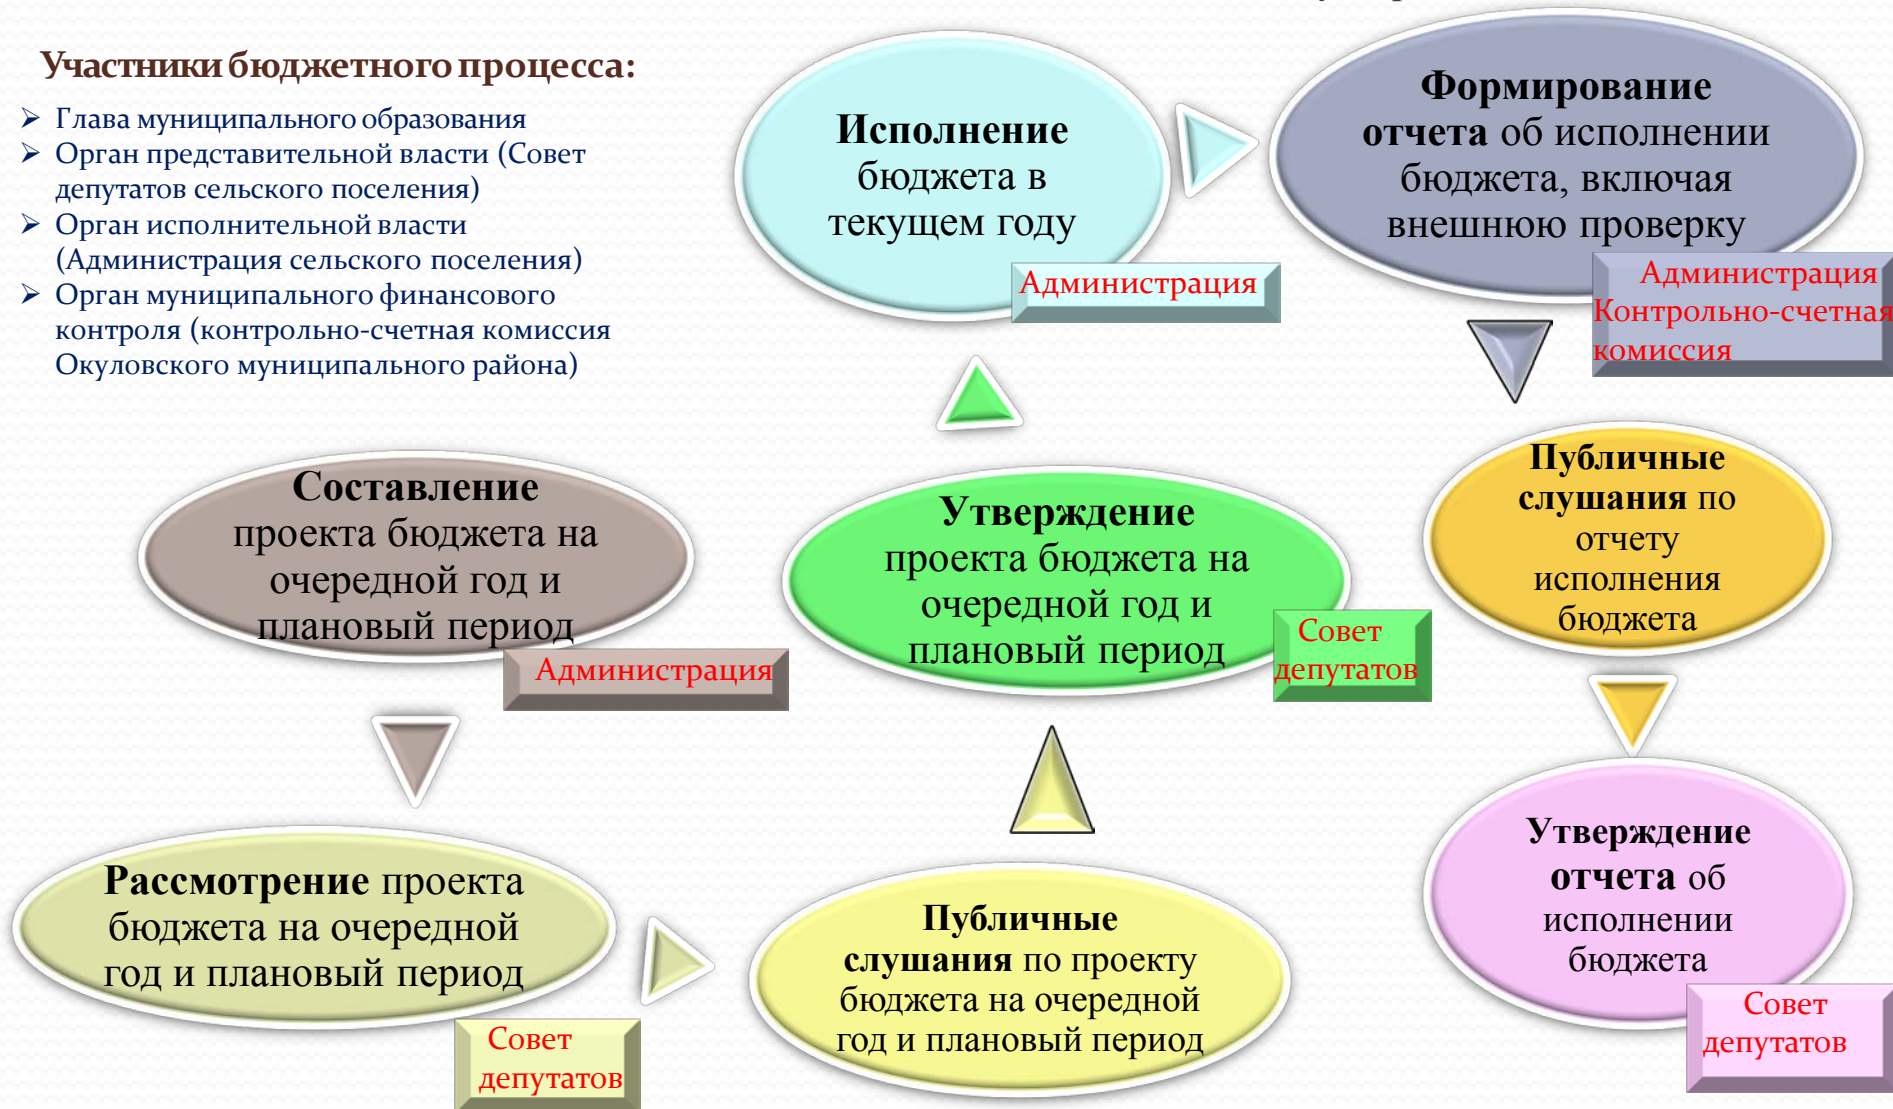 Участники бюджетного процесса:
➢ Глава муниципального образования
➢ Орган представительной власти (Совет
депутатов сельского поселения)
➢ Орган исполнительной власти
(Администрация сельского поселения)
➢ Орган муниципального финансового
контроля (контрольно-счетная комиссия
Окуловского муниципального района)
Составление
проекта бюджета на
очередной год и
плановый период
Администрация
Рассмотрение проекта
бюджета на очередной
год и плановый период
Совет
депутатов
Публичные
слушания по проекту
бюджета на очередной
год и плановый период
Утверждение
проекта бюджета на
очередной год и
плановый период
Совет
депутатов
Исполнение
бюджета в
текущем году
Администрация
Формирование
отчета об исполнении
бюджета, включая
внешнюю проверку
Администрация
Контрольно-счетная
комиссия
Публичные
слушания по
отчету
исполнения
бюджета
Утверждение
отчета об
исполнении
бюджета
Совет
депутатов